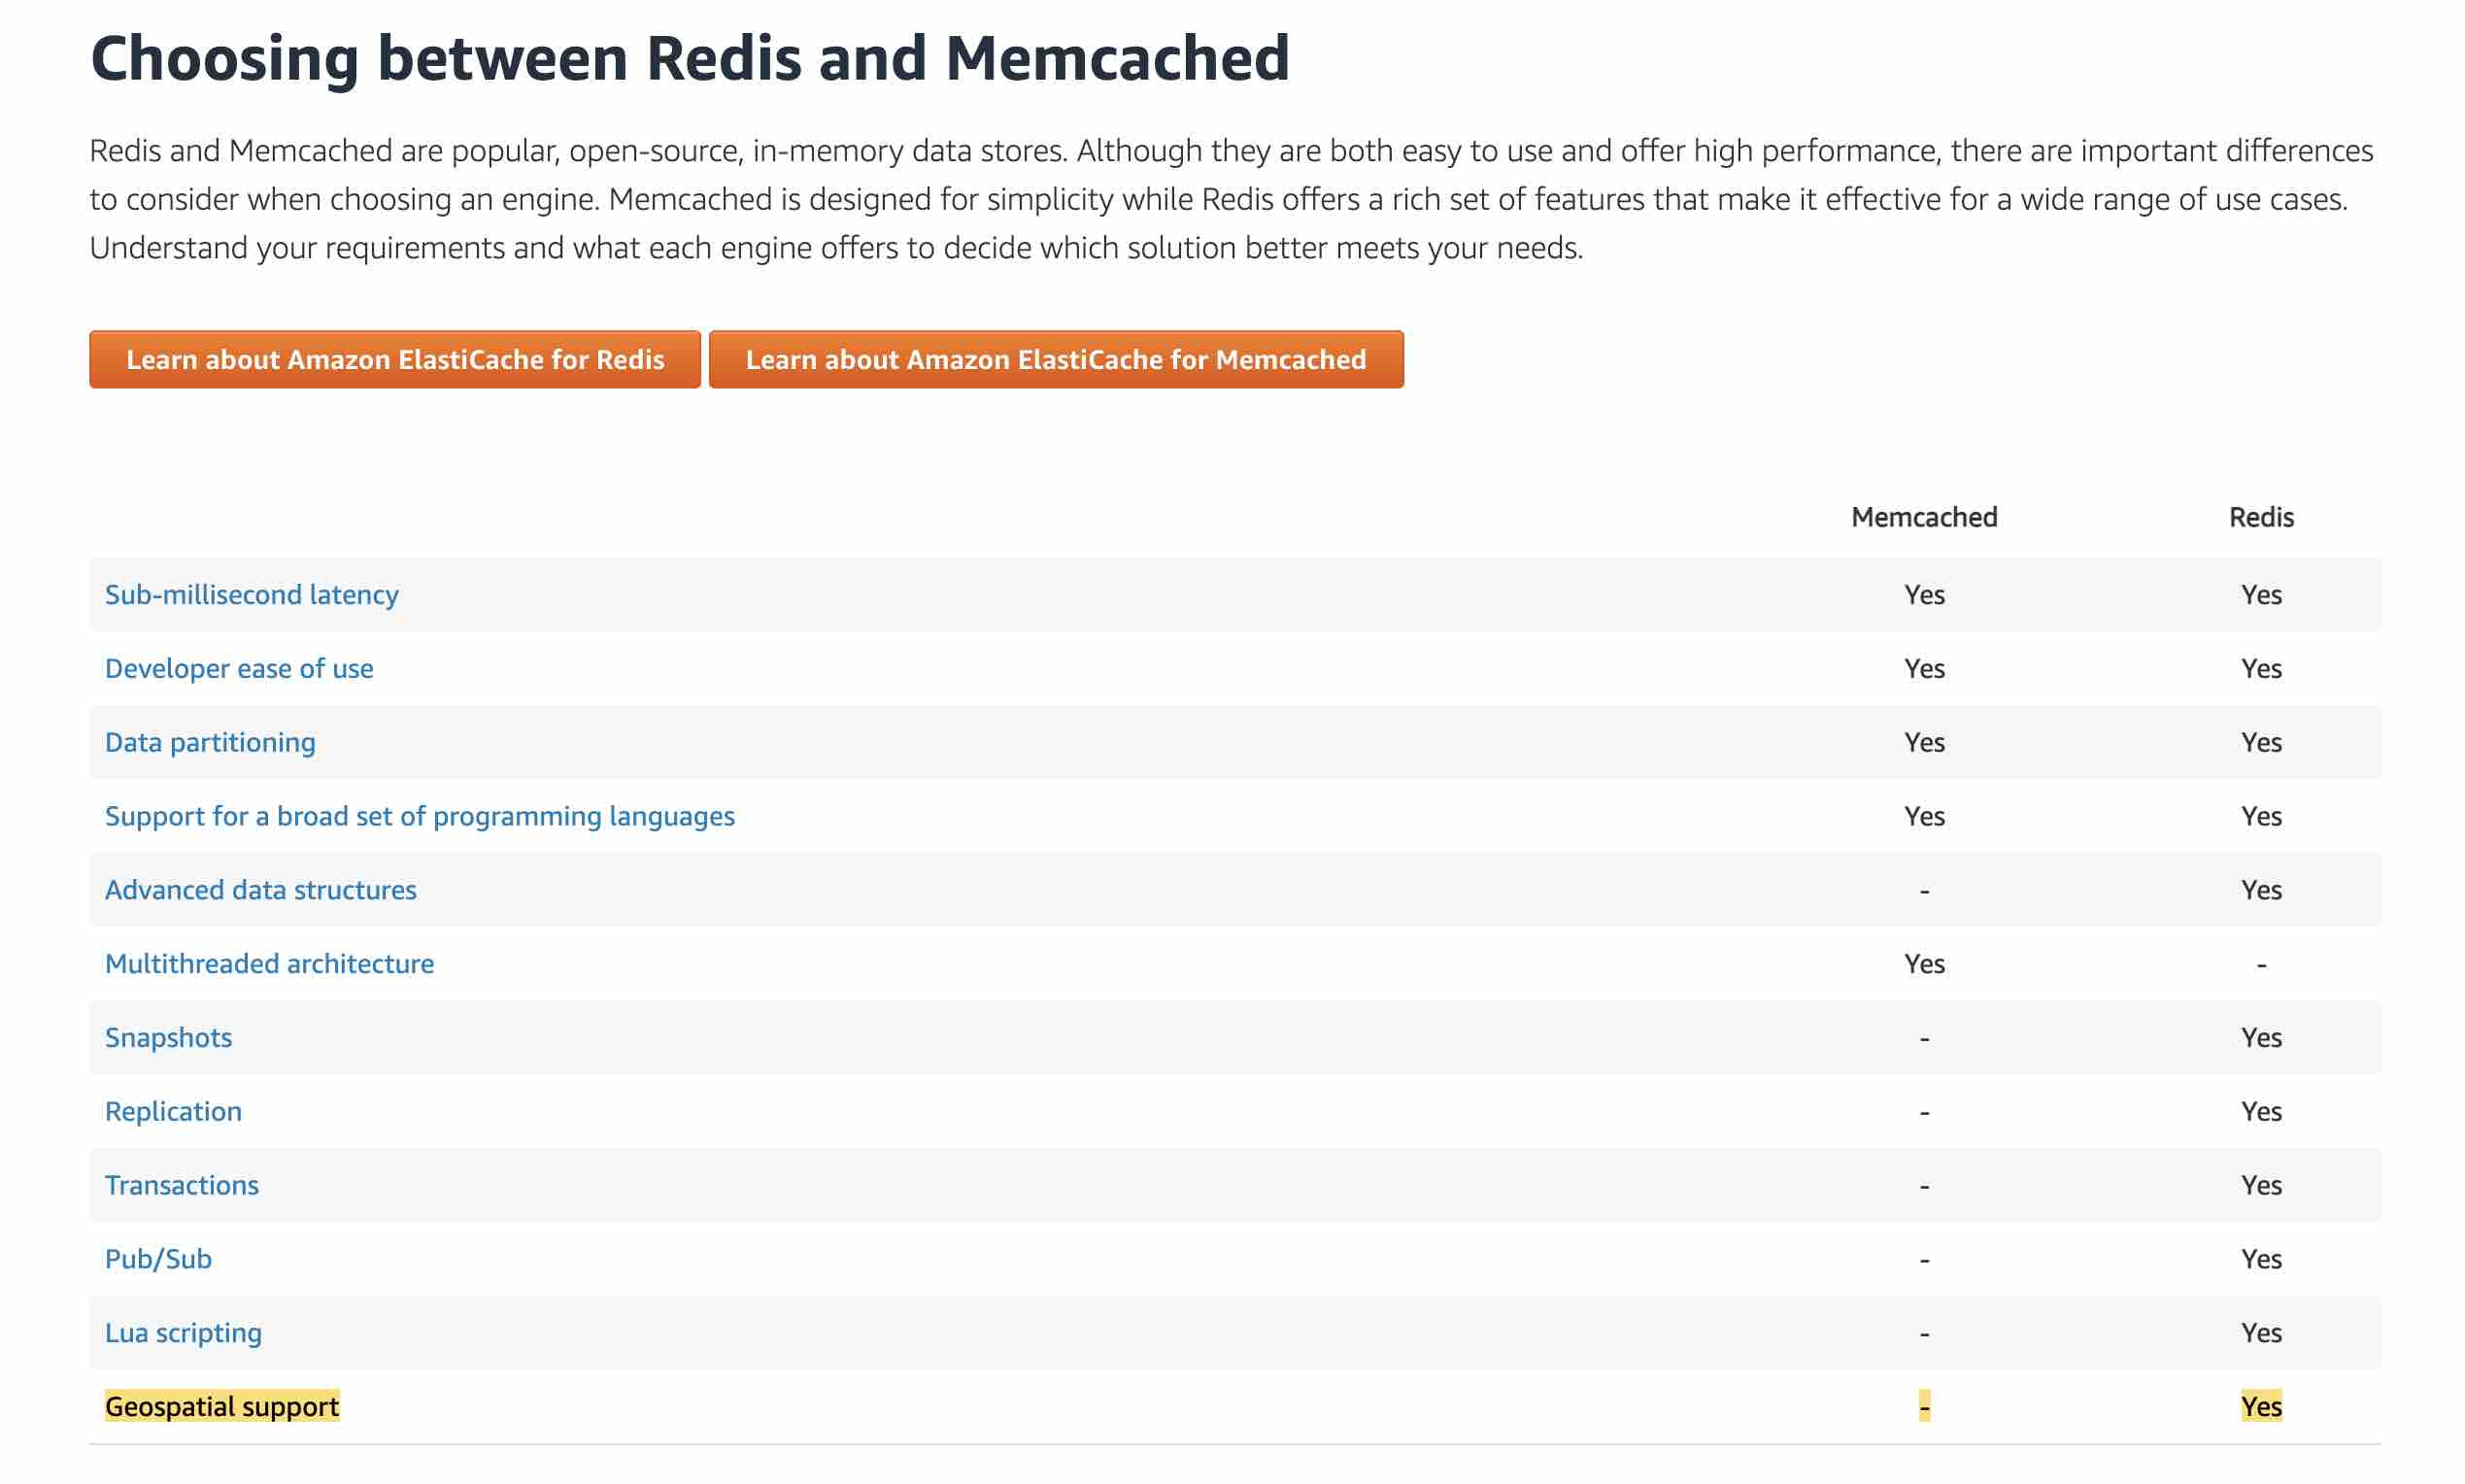 Choosing between Redis and Memcached
Redis and Memcached are popular, open-source, in-memory data stores. Although they are both easy to use and offer high performance, there are important differences
to consider when choosing an engine. Memcached is designed for simplicity while Redis offers a rich set of features that make it effective for a wide range of use cases.
Understand your requirements and what each engine offers to decide which solution better meets your needs.
Learn about Amazon ElastiCache for Redis Learn about Amazon ElastiCache for Memcached
Memcached Redis
Sub-millisecond latency Yes Yes
Developer ease of use Yes Yes
Data partitioning Yes Yes
Support for a broad set of programming languages Yes Yes
Advanced data structures - Yes
Multithreaded architecture Yes -
Snapshots - Yes
Replication - Yes
Transactions - Yes
Pub/Sub - Yes
Lua scripting - Yes
Geospatial support - Yes